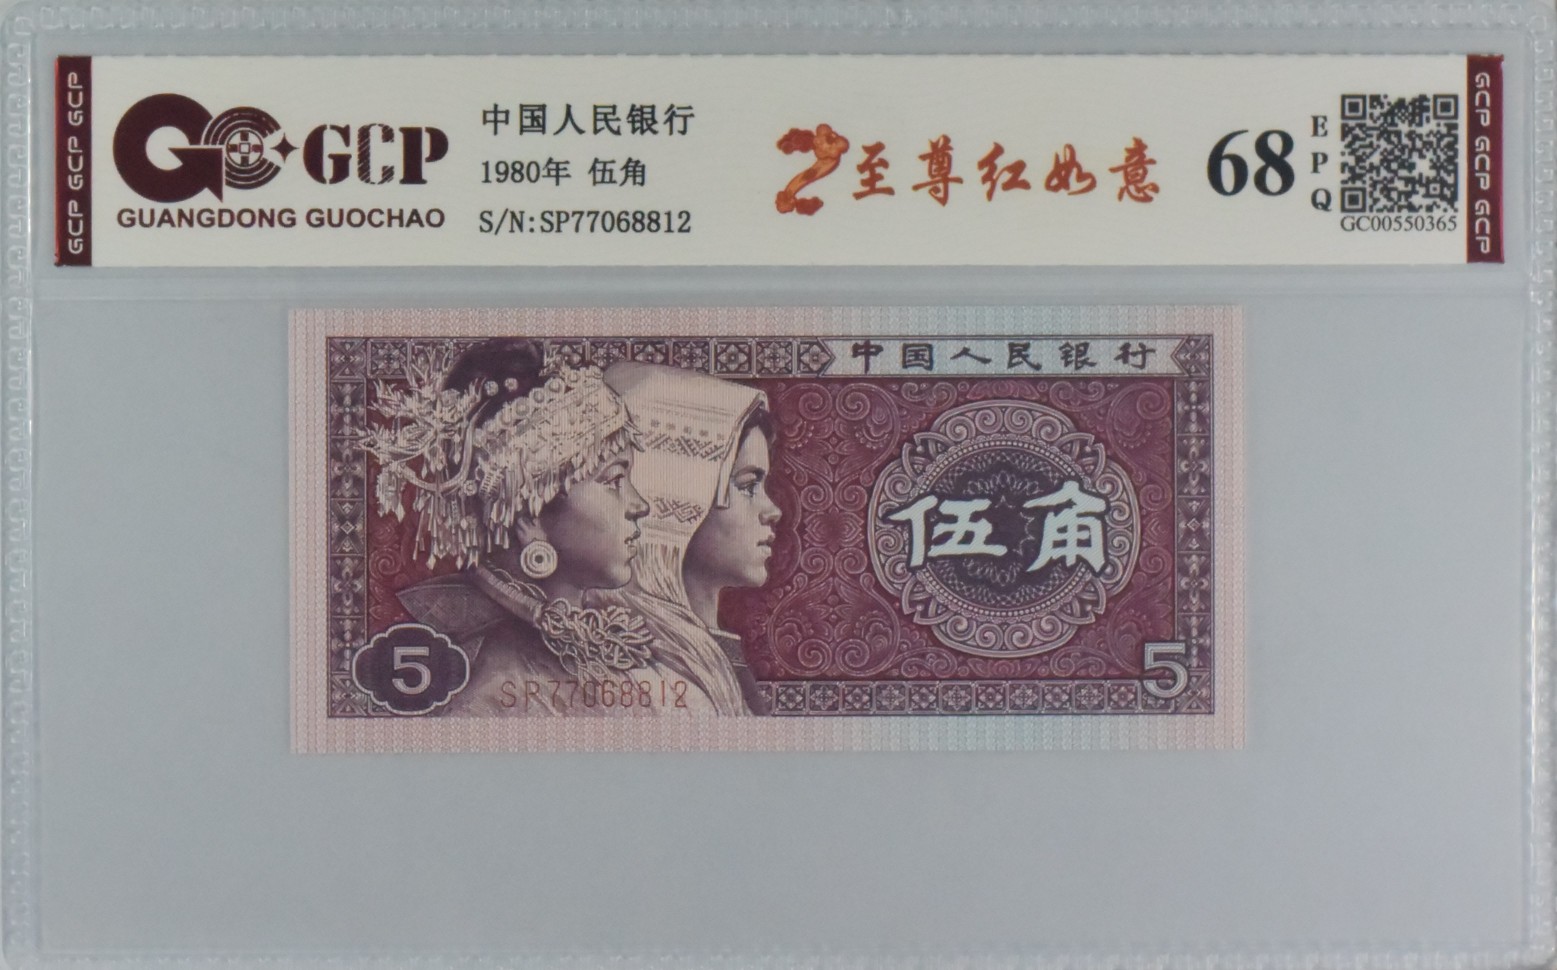 GCP GCP GCP
GCP
GUANGDONG GUOCHAO
中国人民银行
1980年 伍角
S/N:SP77068812
至尊红如意
68
EPQ
GC00550365
GCP GCP GCP
中国人民银行
伍角
5
SP77068812
5